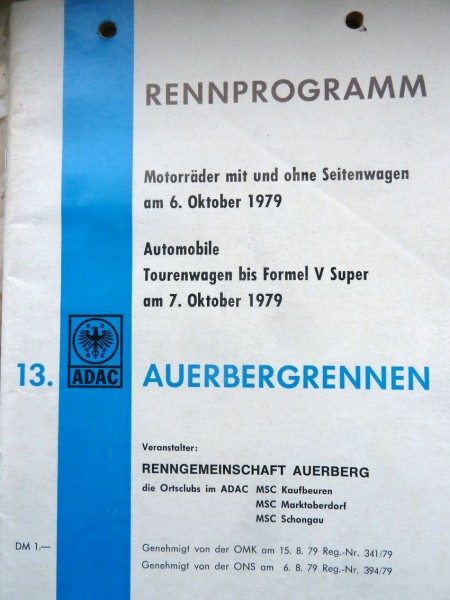 RENNPROGRAMM
Motorräder mit und ohne Seitenwagen
am 6. Oktober 1979
Automobile
Tourenwagen bis Formel V Super
am 7. Oktober 1979
ADAC
13. AUERBERGRENNEN
Veranstalter:
RENNGEMEINSCHAFT AUERBERG
die Ortsclubs im ADAC MSC Kaufbeuren
MSC Marktoberdorf
MSC Schongau
DM 1.—
Genehmigt von der OMK am 15. 8. 79 Reg.-Nr. 341/79
Genehmigt von der ONS am 6. 8. 79 Reg.-Nr. 394/79